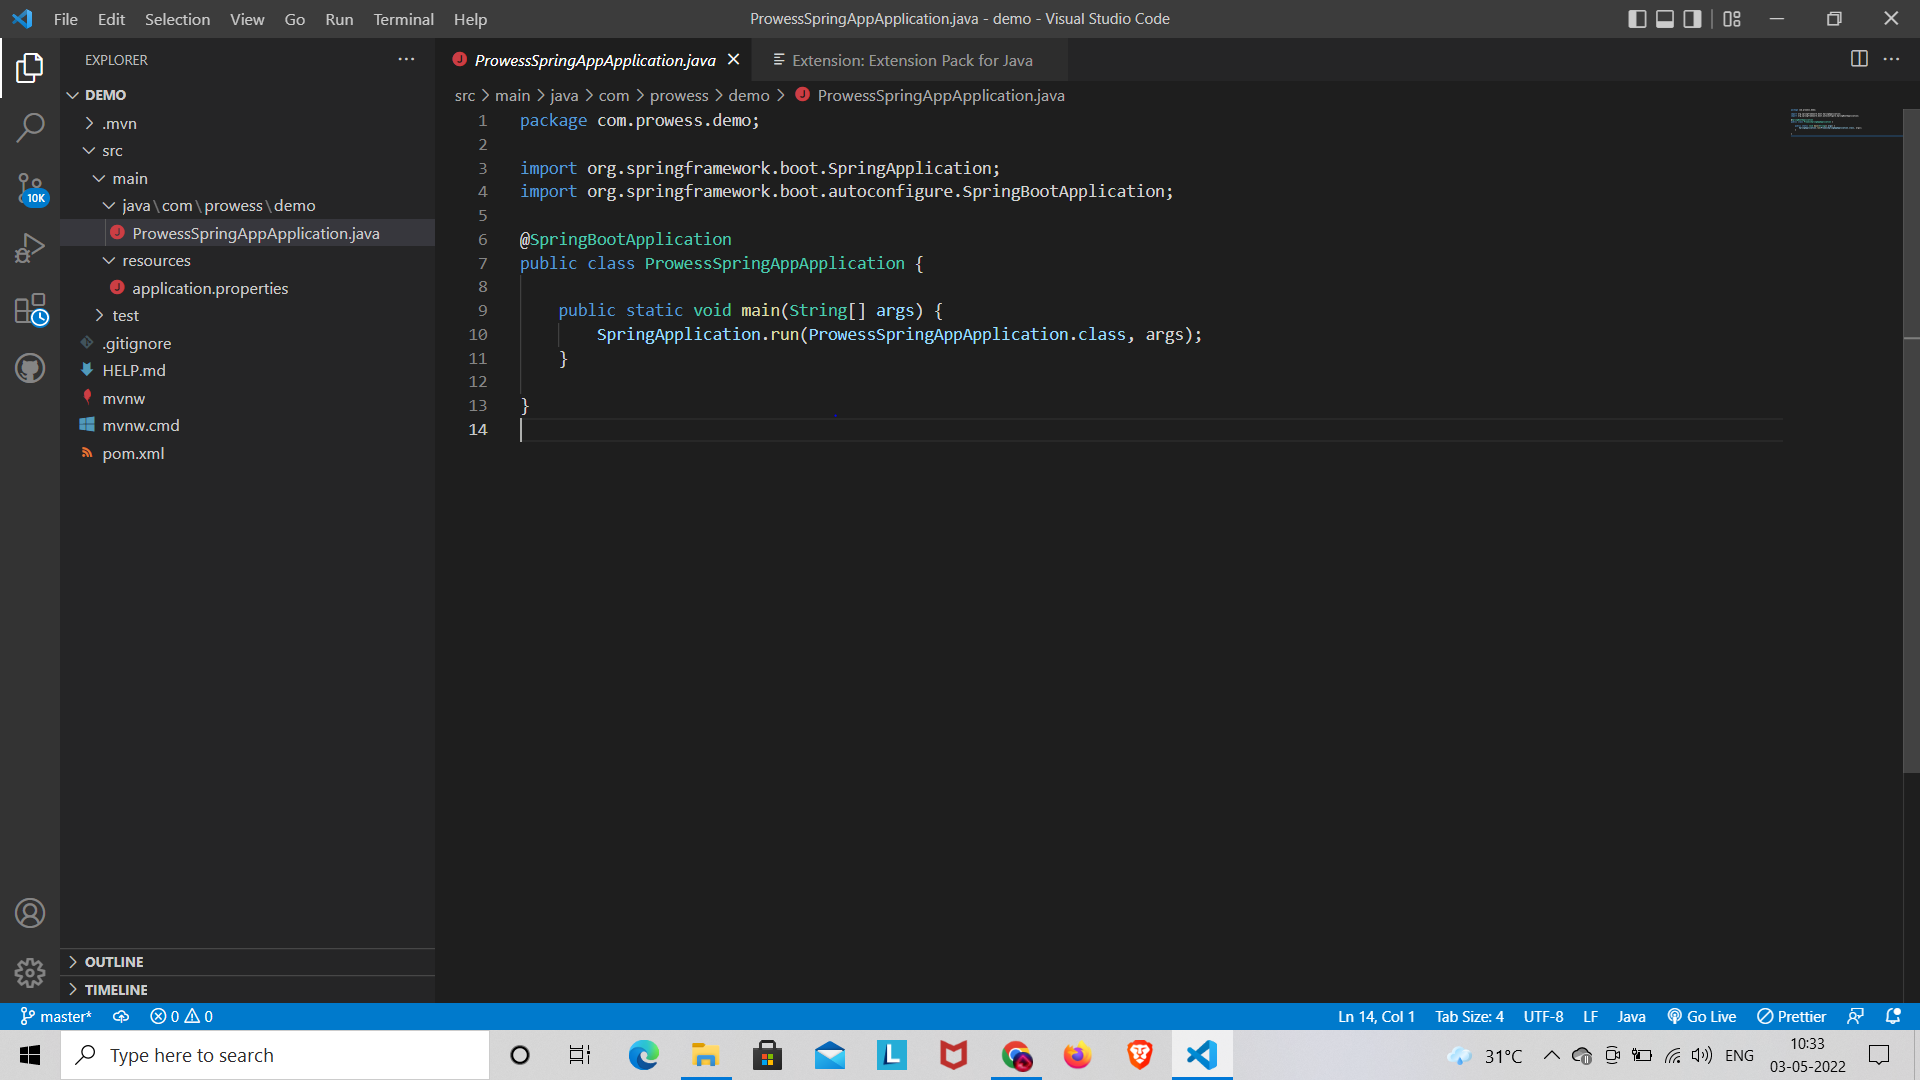 File Edit Selection View Go Run Terminal Help
ProwessSpringAppApplication.java - demo - Visual Studio Code
EXPLORER
DEMO
.mvn
src
main
java\com\prowess\demo
ProwessSpringAppApplication.java
resources
application.properties
test
.gitignore
HELP.md
mvnw
mvnw.cmd
pom.xml
OUTLINE
TIMELINE
10K
ProwessSpringAppApplication.java
Extension: Extension Pack for Java
src > main > java > com > prowess > demo > ProwessSpringAppApplication.java
1 package com.prowess.demo;
2
3 import org.springframework.boot.SpringApplication;
4 import org.springframework.boot.autoconfigure.SpringBootApplication;
5
6 @SpringBootApplication
7 public class ProwessSpringAppApplication {
8
9 public static void main(String[] args) {
10 SpringApplication.run(ProwessSpringAppApplication.class, args);
11 }
12
13 }
14
master* 0 0
Ln 14, Col 1 Tab Size: 4 UTF-8 LF Java Go Live Prettier
Type here to search
31°C ENG
10:33
03-05-2022